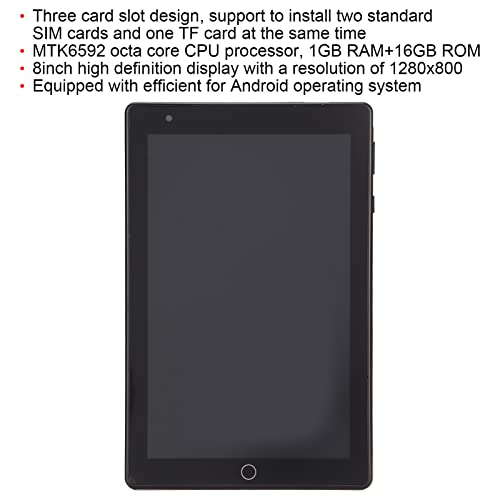 • Three card slot design, support to install two standard
SIM cards and one TF card at the same time
• MTK6592 octa core CPU processor, 1GB RAM+16GB ROM
• 8inch high definition display with a resolution of 1280x800
• Equipped with efficient for Android operating system